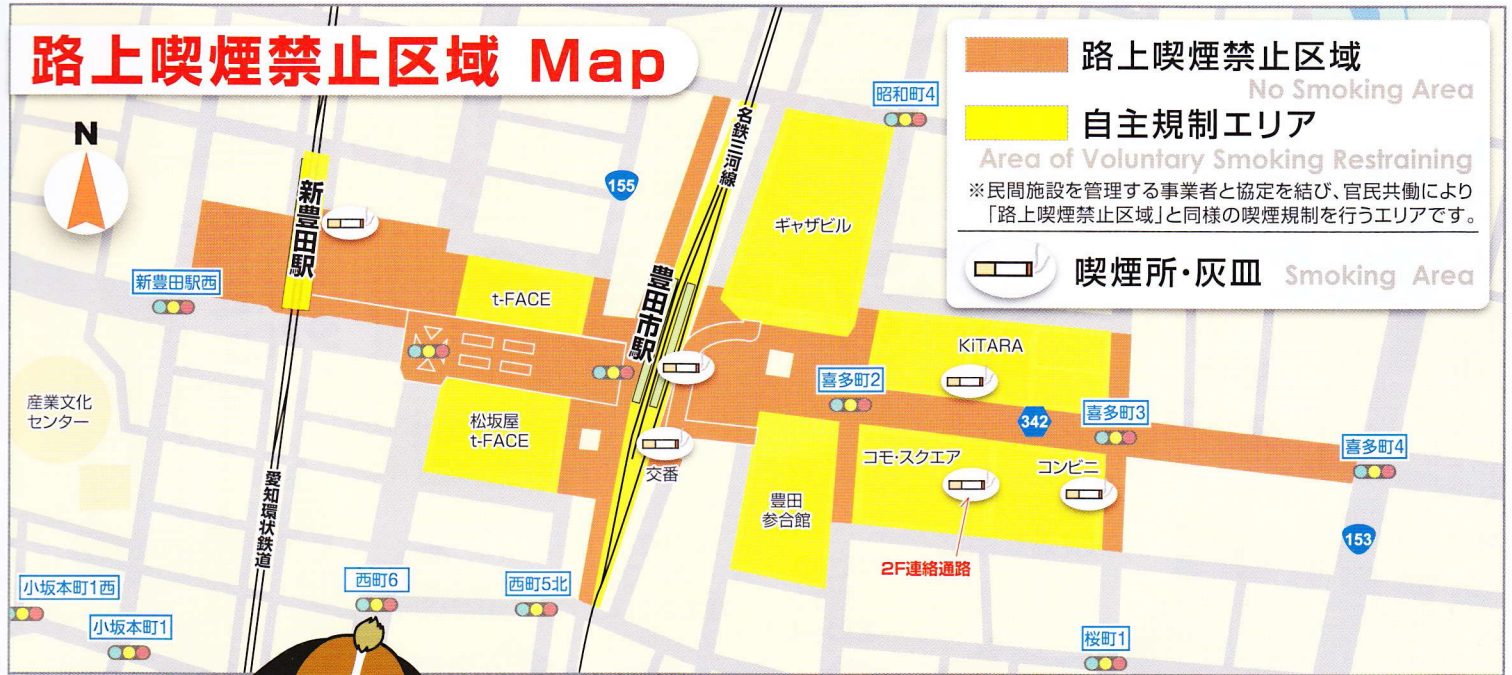 路上喫煙禁止区域 Map
路上喫煙禁止区域
No Smoking Area
自主規制エリア
Area of Voluntary Smoking Restraining
※民間施設を管理する事業者と協定を結び、官民共働により
「路上喫煙禁止区域」と同様の喫煙規制を行うエリアです。
喫煙所・灰皿 Smoking Area
N
昭和町4
名鉄三河線
155
新豊田駅
ギャザビル
新豊田駅西
t-FACE
豊田市駅
KiTARA
喜多町2
産業文化
センター
松坂屋
t-FACE
342
喜多町3
喜多町4
交番
コモ・スクエア
コンビニ
愛知環状鉄道
豊田
参合館
153
2F連絡通路
小坂本町1西
西町6
西町5北
小坂本町1
桜町1